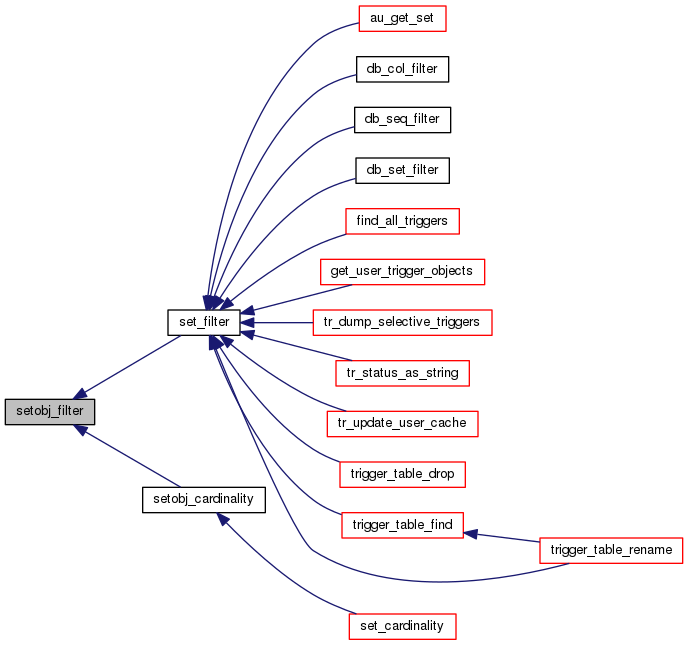 au_get_set
db_col_filter
db_seq_filter
db_set_filter
find_all_triggers
get_user_trigger_objects
set_filter
tr_dump_selective_triggers
tr_status_as_string
setobj_filter
tr_update_user_cache
trigger_table_drop
setobj_cardinality
trigger_table_find
trigger_table_rename
set_cardinality